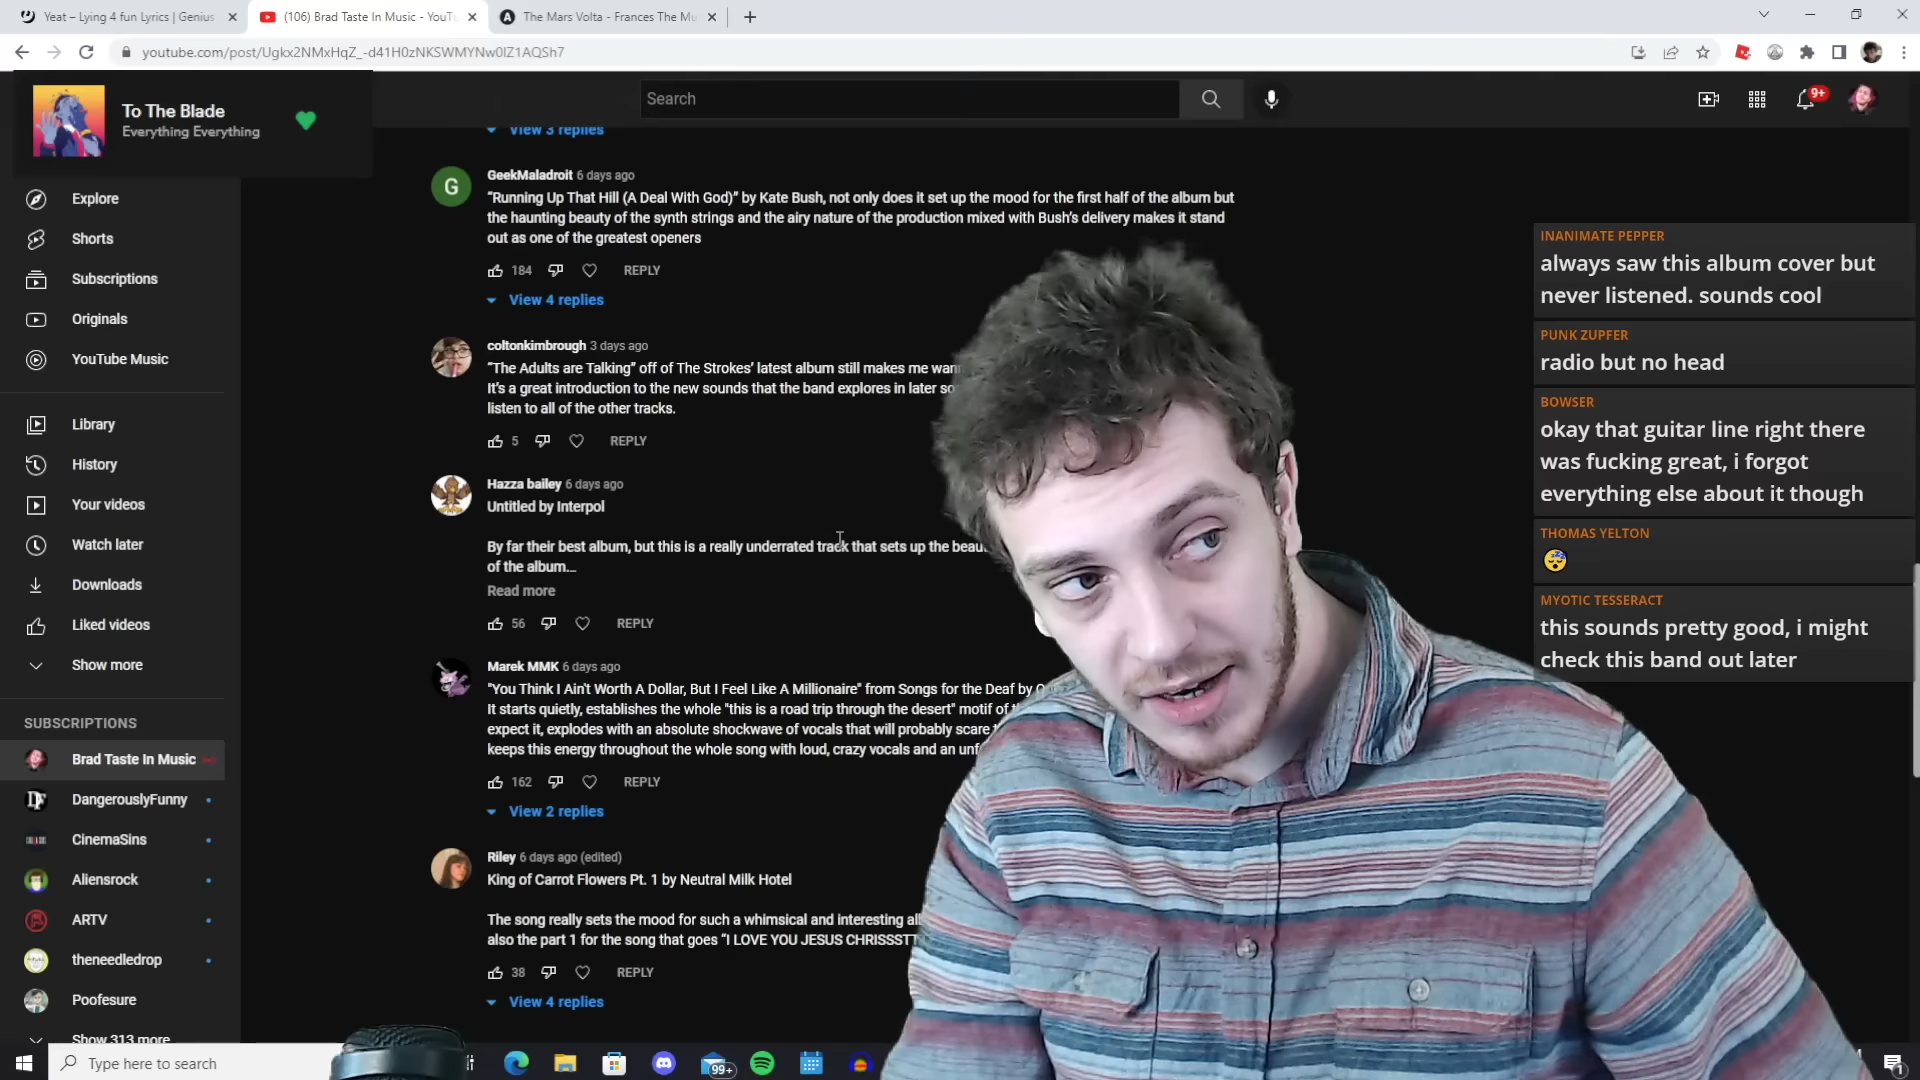 Yeat – Lying 4 fun Lyrics | Genius
(106) Brad Taste In Music - YouTu
The Mars Volta - Frances The Mu
youtube.com/post/Ugkx2NMxHqZ_-d41H0zNKSWMYNw0IZ1AQSh7
To The Blade
Everything Everything
Search
9+
Explore
Shorts
Subscriptions
Originals
YouTube Music
Library
History
Your videos
Watch later
Downloads
Liked videos
Show more
SUBSCRIPTIONS
Brad Taste In Music
DangerouslyFunny
CinemaSins
Aliensrock
ARTV
theneedledrop
Poofesure
Show 313 more
View 3 replies
G
GeekMaladroit 6 days ago
"Running Up That Hill (A Deal With God)" by Kate Bush, not only does it set up the mood for the first half of the album but
the haunting beauty of the synth strings and the airy nature of the production mixed with Bush's delivery makes it stand
out as one of the greatest openers
184 REPLY
View 4 replies
coltonkimbrough 3 days ago
"The Adults are Talking" off of The Strokes' latest album still makes me wan
It's a great introduction to the new sounds that the band explores in later so
listen to all of the other tracks.
5 REPLY
Hazza bailey 6 days ago
Untitled by Interpol
By far their best album, but this is a really underrated track that sets up the beau
of the album...
Read more
56 REPLY
Marek MMK 6 days ago
"You Think I Ain't Worth A Dollar, But I Feel Like A Millionaire" from Songs for the Deaf by
It starts quietly, establishes the whole "this is a road trip through the desert" motif of
expect it, explodes with an absolute shockwave of vocals that will probably scare
keeps this energy throughout the whole song with loud, crazy vocals and an
162 REPLY
View 2 replies
Riley 6 days ago (edited)
King of Carrot Flowers Pt. 1 by Neutral Milk Hotel
The song really sets the mood for such a whimsical and interesting
also the part 1 for the song that goes "I LOVE YOU JESUS CHRISSSTT
38 REPLY
View 4 replies
INANIMATE PEPPER
always saw this album cover but
never listened. sounds cool
PUNK ZUPFER
radio but no head
BOWSER
okay that guitar line right there
was fucking great, i forgot
everything else about it though
THOMAS YELTON
MYOTIC TESSERACT
this sounds pretty good, i might
check this band out later
Type here to search
99+
1